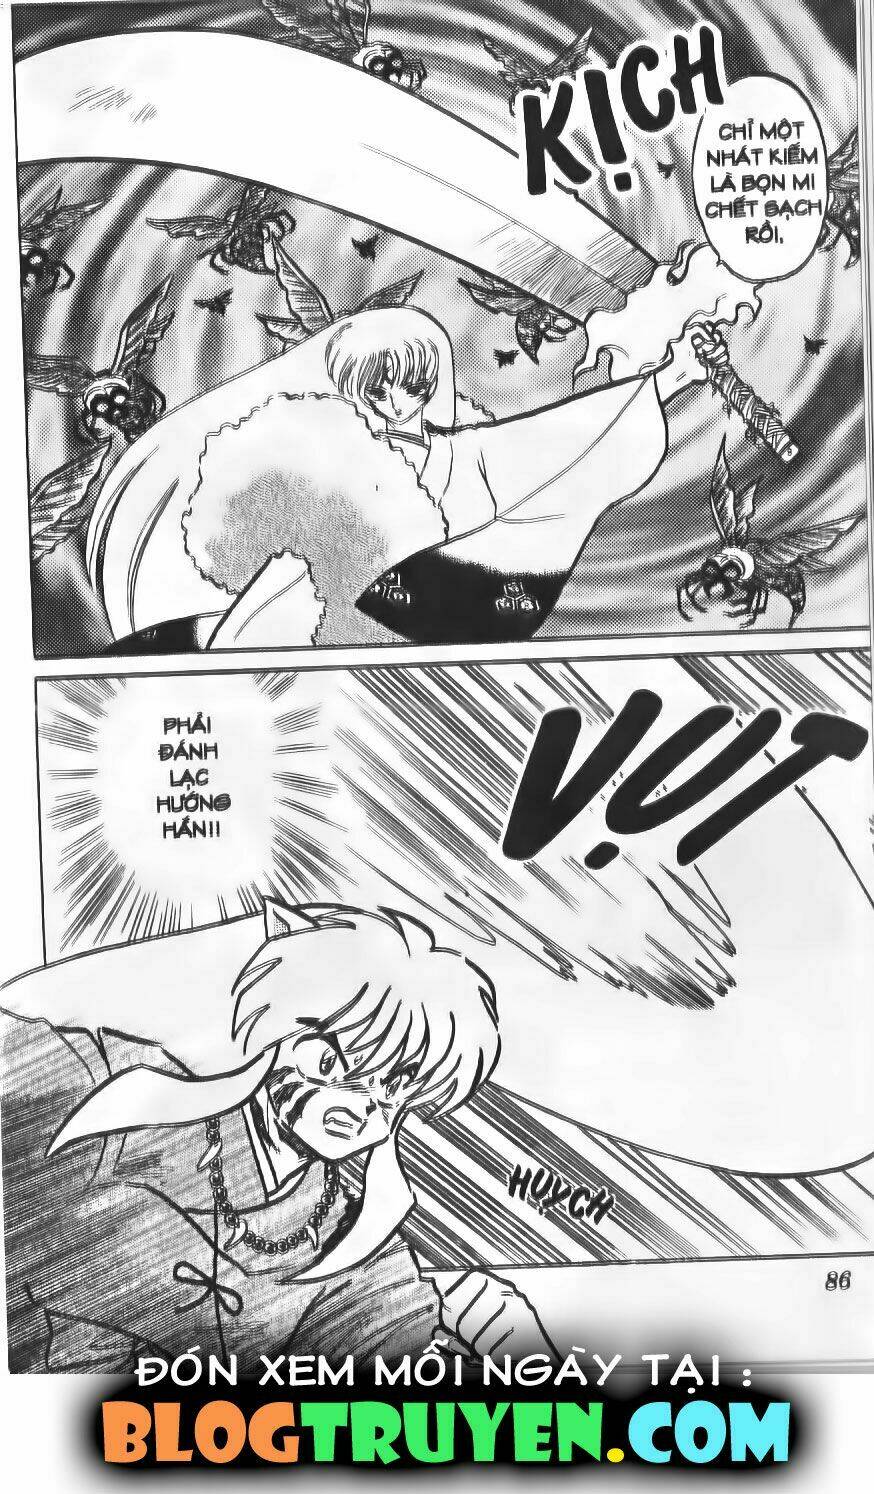 KỊCH
CHỈ MỘT
NHÁT KIẾM
LÀ BỌN MI
CHẾT SẠCH
RỒI.
PHẢI
ĐÁNH
LẠC
HƯỚNG
HẮN!!
VỤT
HUỴCH
86
ĐÓN XEM MỖI NGÀY TẠI :
BLOGTRUYEN.COM